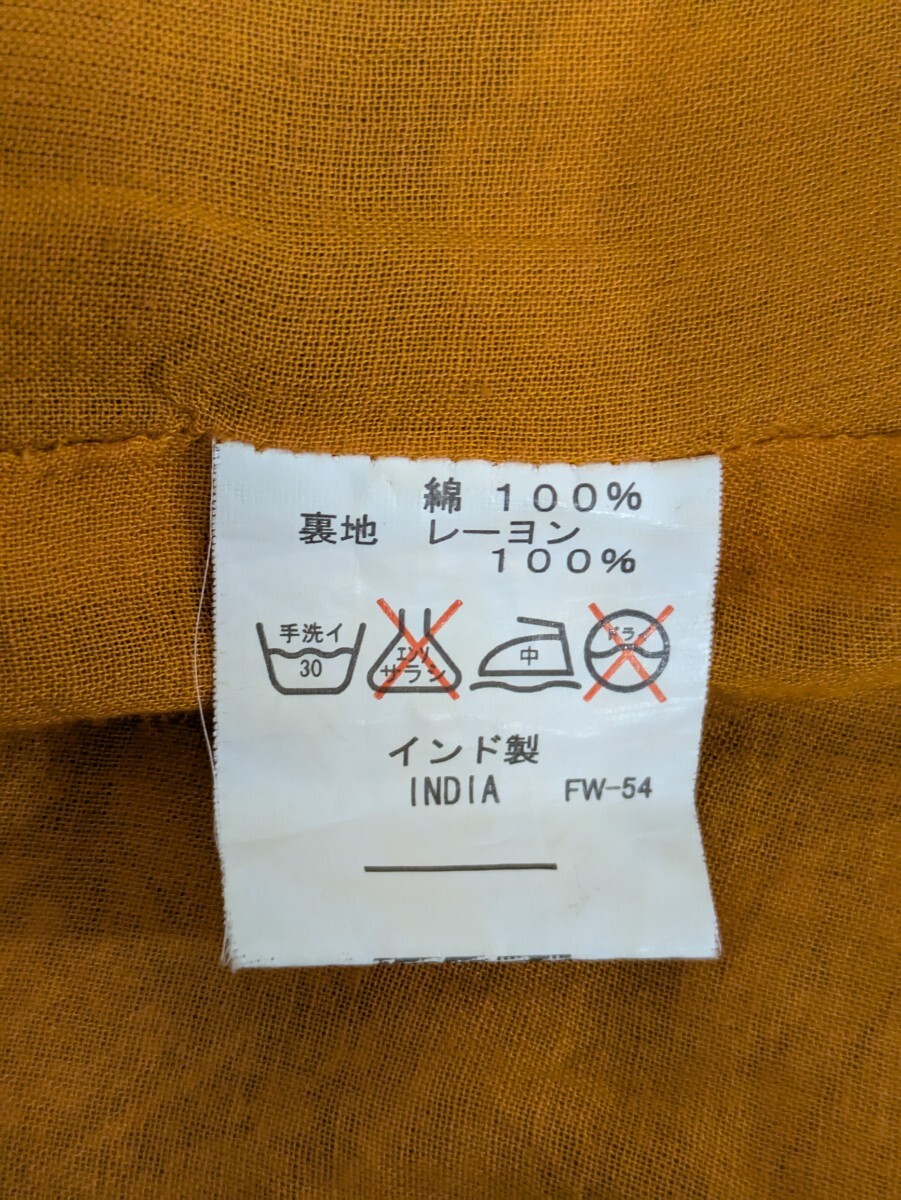 綿 100%
裏地 レーヨン
100%
手洗イ
30
エンソ
サラシ
中
ドライ
インド製
INDIA FW-54